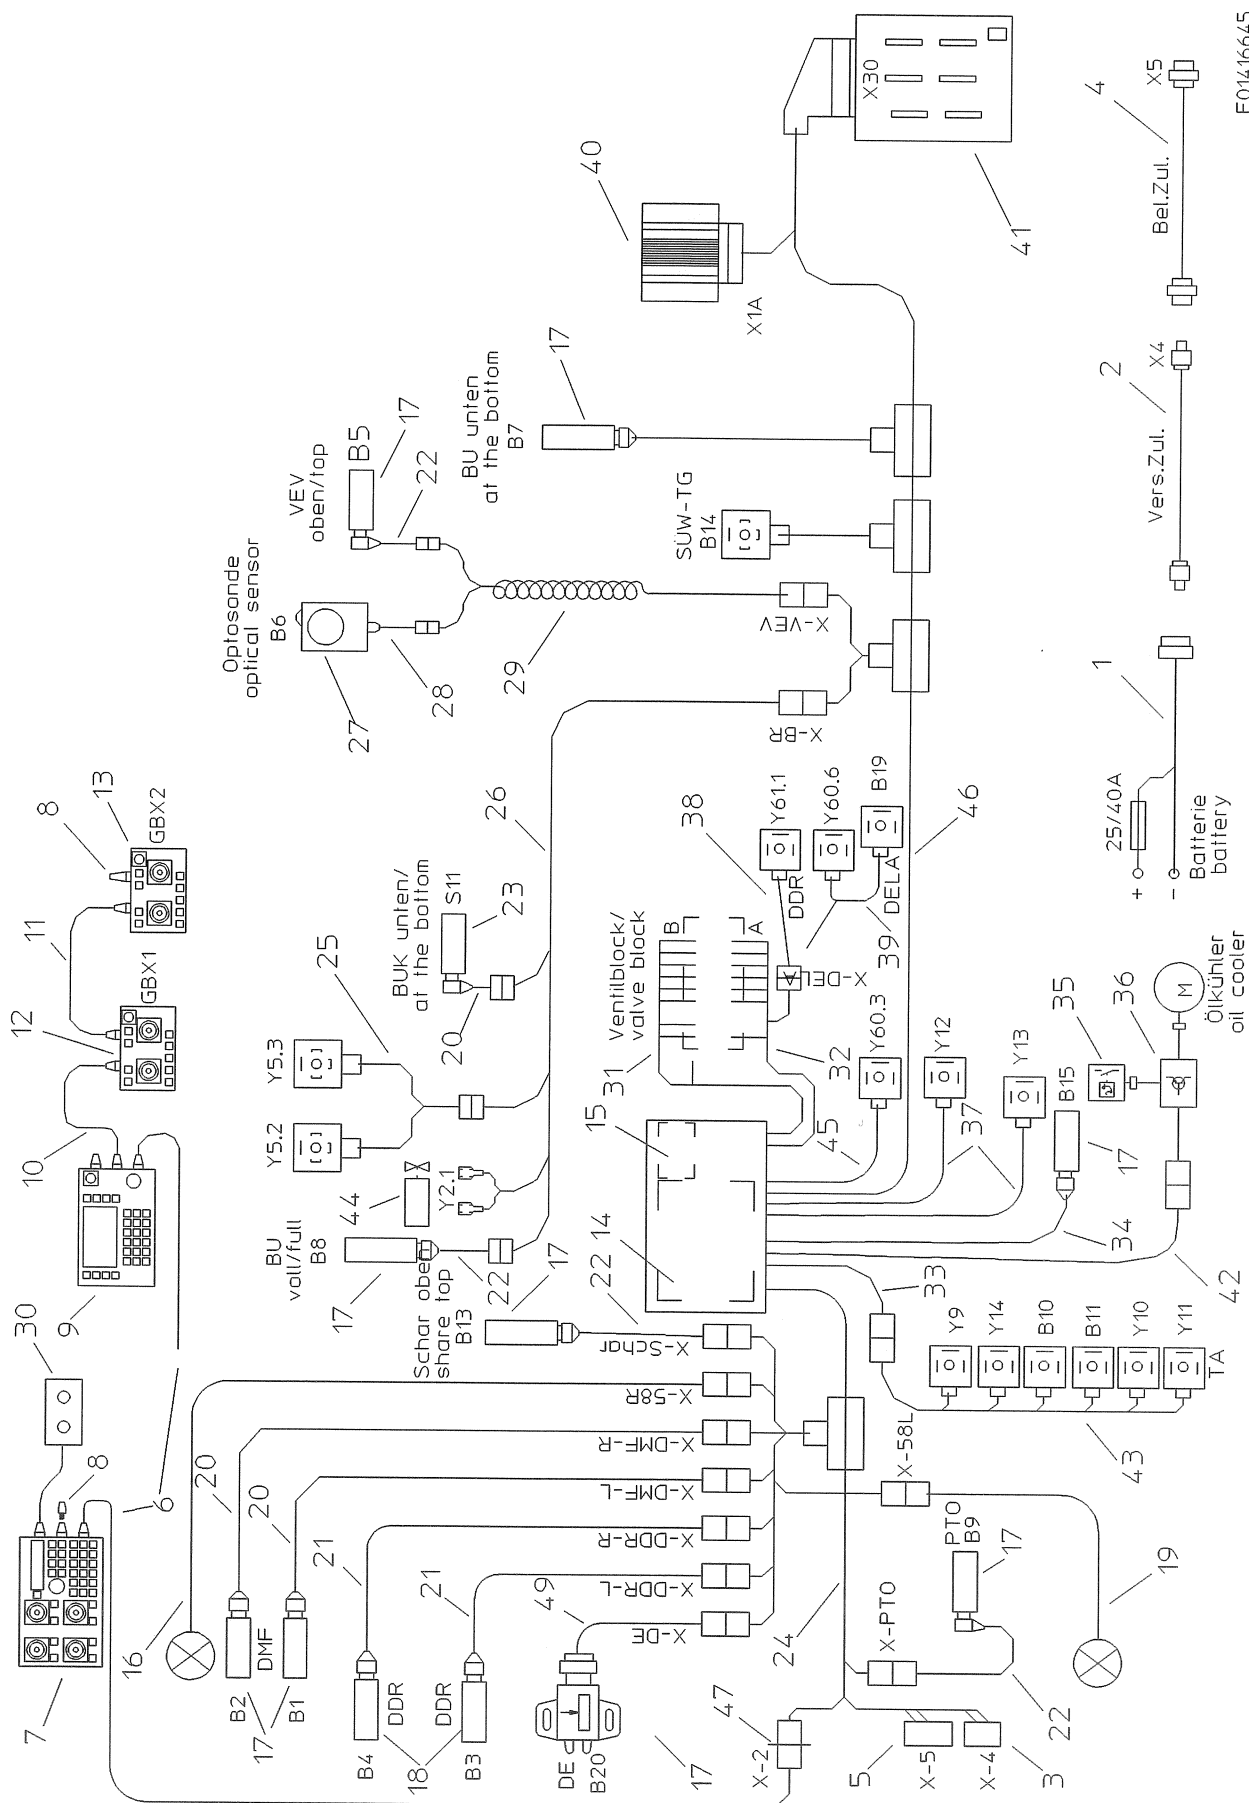 E01416645
40
41
X30
X1A
4
X5
Bel.Zul.
2
X4
Vers.Zul.
1
25/40A
+
-
Batterie
battery
17
BU unten
at the bottom
B7
SÜW-TG
B14
VEV
oben/top
B5
17
22
Optosonde
optical sensor
B6
27
28
29
X-VEV
X-BR
26
46
8
13
GBX2
11
12
GBX1
10
9
BUK unten/
at the bottom
S11
23
20
25
Y5.3
Y5.2
44
Y2.1
BU
voll/full
B8
17
22
Schar oben
share top
B13
17
22
X-Schar
Ventilblock/
valve block
B
A
31
32
15
14
38
Y61.1
DDR
Y60.6
B19
DELA
39
X-DEL
Y60.3
45
Y12
37
Y13
B15
17
34
35
36
M
Ölkühler
oil cooler
42
33
43
Y9
Y14
B10
B11
Y10
Y11
TA
30
8
7
6
16
20
20
21
21
49
X-58R
X-DMF-R
X-DMF-L
X-DDR-R
X-DDR-L
X-DE
X-58L
B2
DMF
B1
17
B4
DDR
DDR
B3
18
DE
B20
17
24
47
X-2
X-PTO
PTO
B9
17
22
19
5
X-5
X-4
3